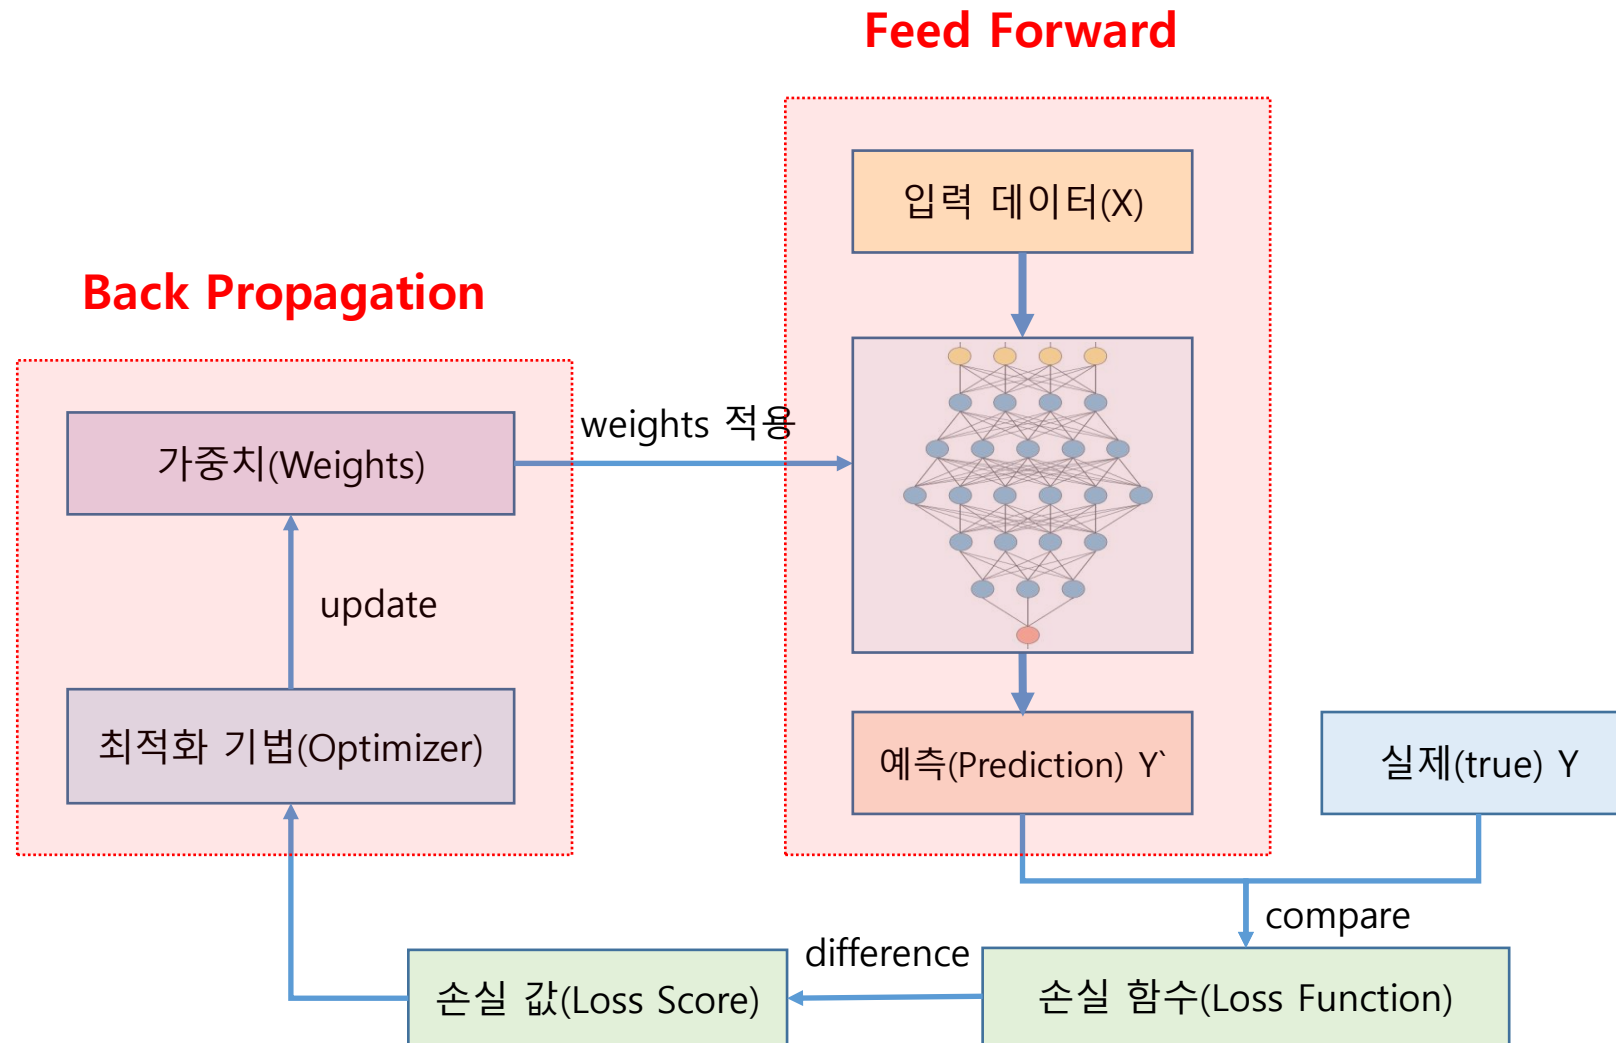 Feed Forward
입력 데이터(X)
Back Propagation
가중치(Weights)
weights 적용
update
최적화 기법(Optimizer)
예측(Prediction) Y`
실제(true) Y
compare
difference
손실 값(Loss Score)
손실 함수(Loss Function)